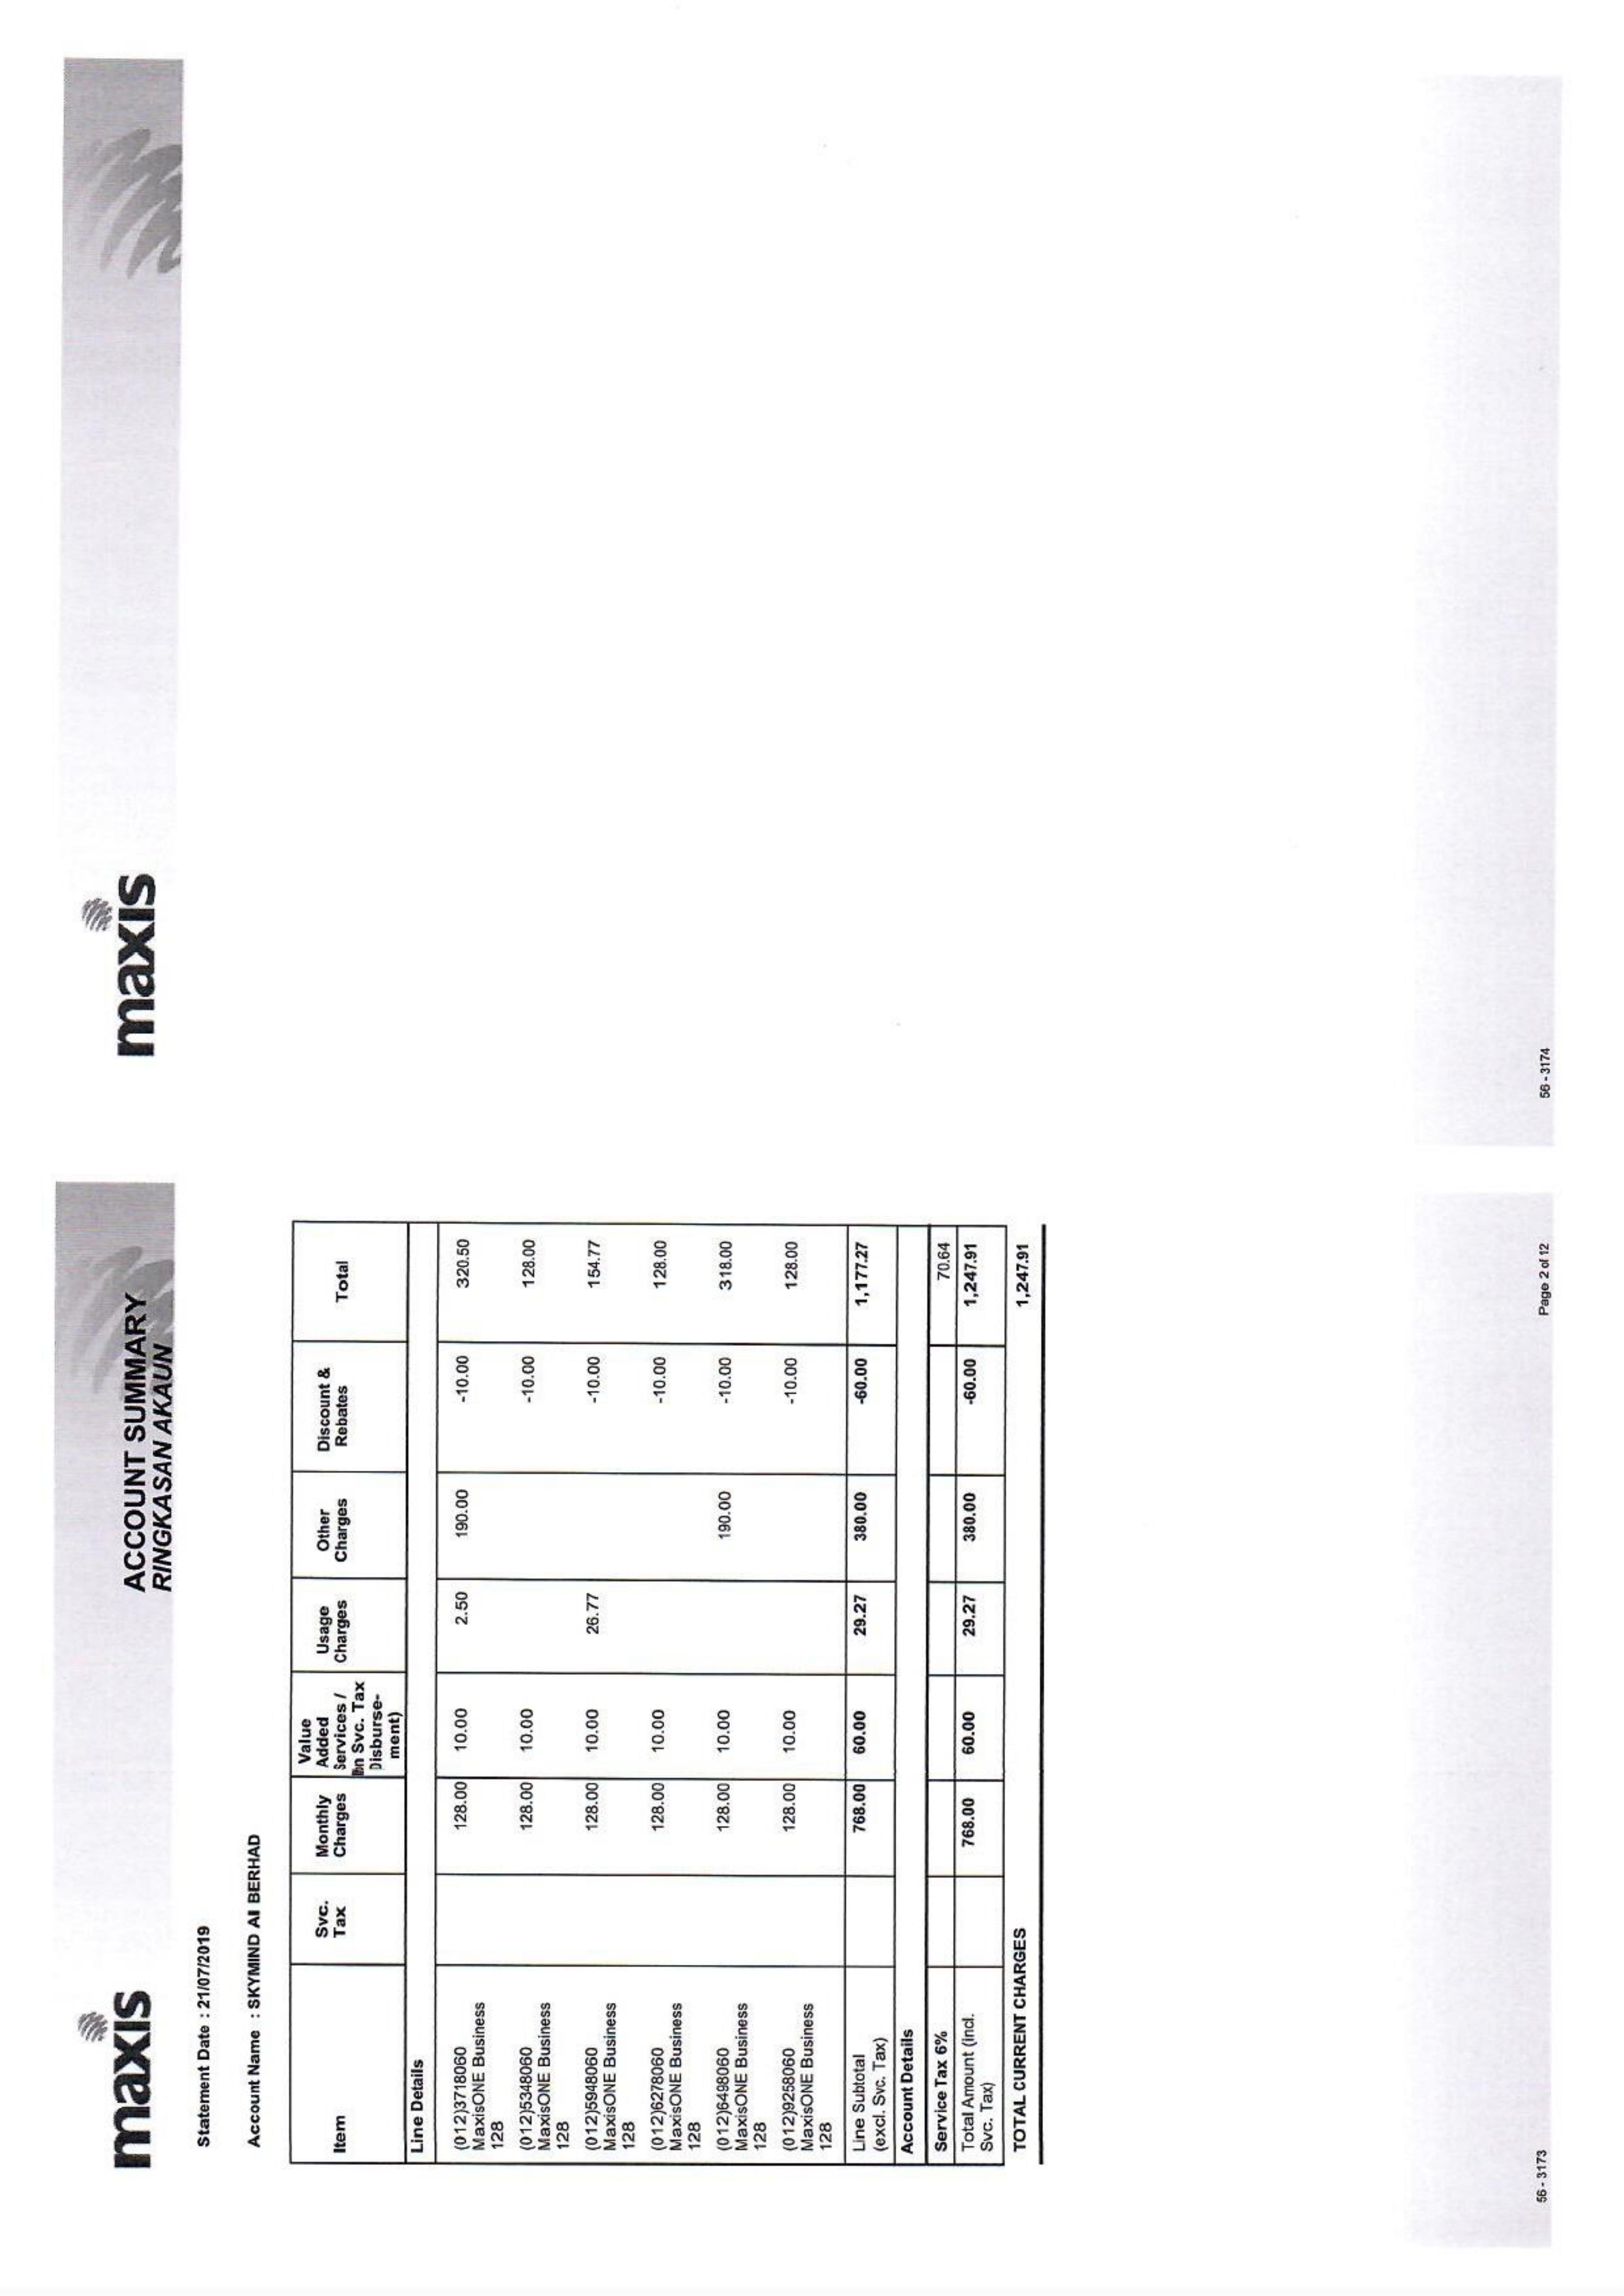 maxis
ACCOUNT SUMMARY
RINGKASAN AKAUN
Statement Date : 21/07/2019
Account Name : SKYMIND AI BERHAD
Item Svc. Tax Monthly Charges Value Added Services / Disburse-ment) Usage Charges Other Charges Discount & Rebates Total
Line Details
(012)3718060 128.00 10.00 2.50 190.00 -10.00 320.50
MaxisONE Business
128
(012)5348060 128.00 10.00 -10.00 128.00
MaxisONE Business
128
(012)5948060 128.00 10.00 26.77 -10.00 154.77
MaxisONE Business
128
(012)6278060 128.00 10.00 -10.00 128.00
MaxisONE Business
128
(012)6498060 128.00 10.00 190.00 -10.00 318.00
MaxisONE Business
128
(012)9258060 128.00 10.00 -10.00 128.00
MaxisONE Business
128
Line Subtotal 768.00 60.00 29.27 380.00 -60.00 1,177.27
(excl. Svc. Tax)
Account Details
Service Tax 6% 70.64
Total Amount (incl. 768.00 60.00 29.27 380.00 -60.00 1,247.91
Svc. Tax)
TOTAL CURRENT CHARGES 1,247.91
56 - 3173 Page 2 of 12
maxis
56 - 3174